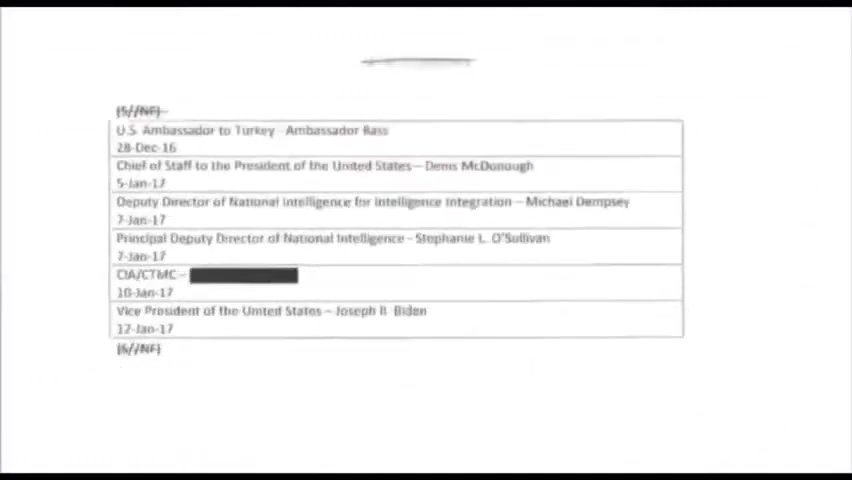 (S//NF)
U.S. Ambassador to Turkey - Ambassador Bass
28-Dec-16
Chief of Staff to the President of the United States – Denis McDonough
5-Jan-17
Deputy Director of National Intelligence for Intelligence Integration – Michael Dempsey
7-Jan-17
Principal Deputy Director of National Intelligence - Stephanie L. O'Sullivan
7-Jan-17
CIA/CTMC –
10-Jan-17
Vice President of the United States – Joseph R. Biden
12-Jan-17
(S//NF)